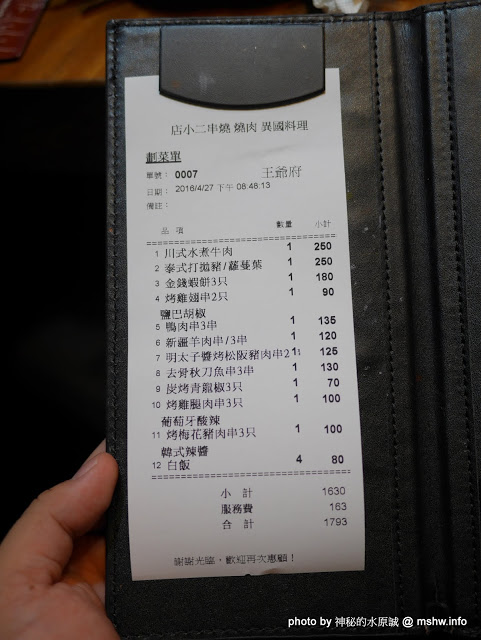 店小二串燒 燒肉 異國料理
劃菜單
單號： 0007 王爺府
日期： 2016/4/27 下午 08:48:13
備註：
品 項 數量 小計
1 川式水煮牛肉 1 250
2 泰式打拋豬/蘿蔓葉 1 250
3 金錢蝦餅3只 1 180
4 烤雞翅串2只 1 90
鹽巴胡椒
5 鴨肉串3串 1 135
6 新疆羊肉串/3串 1 120
7 明太子醬烤松阪豬肉串2 1 125
8 去骨秋刀魚串3串 1 130
9 炭烤青龍椒3只 1 70
10 烤雞腿肉串3只 1 100
葡萄牙酸辣
11 烤梅花豬肉串3只 1 100
韓式辣醬
12 白飯 4 80
小 計 1630
服務費 163
合 計 1793
謝謝光臨，歡迎再次惠顧！
photo by 神秘的水原誠 @ mshw.info